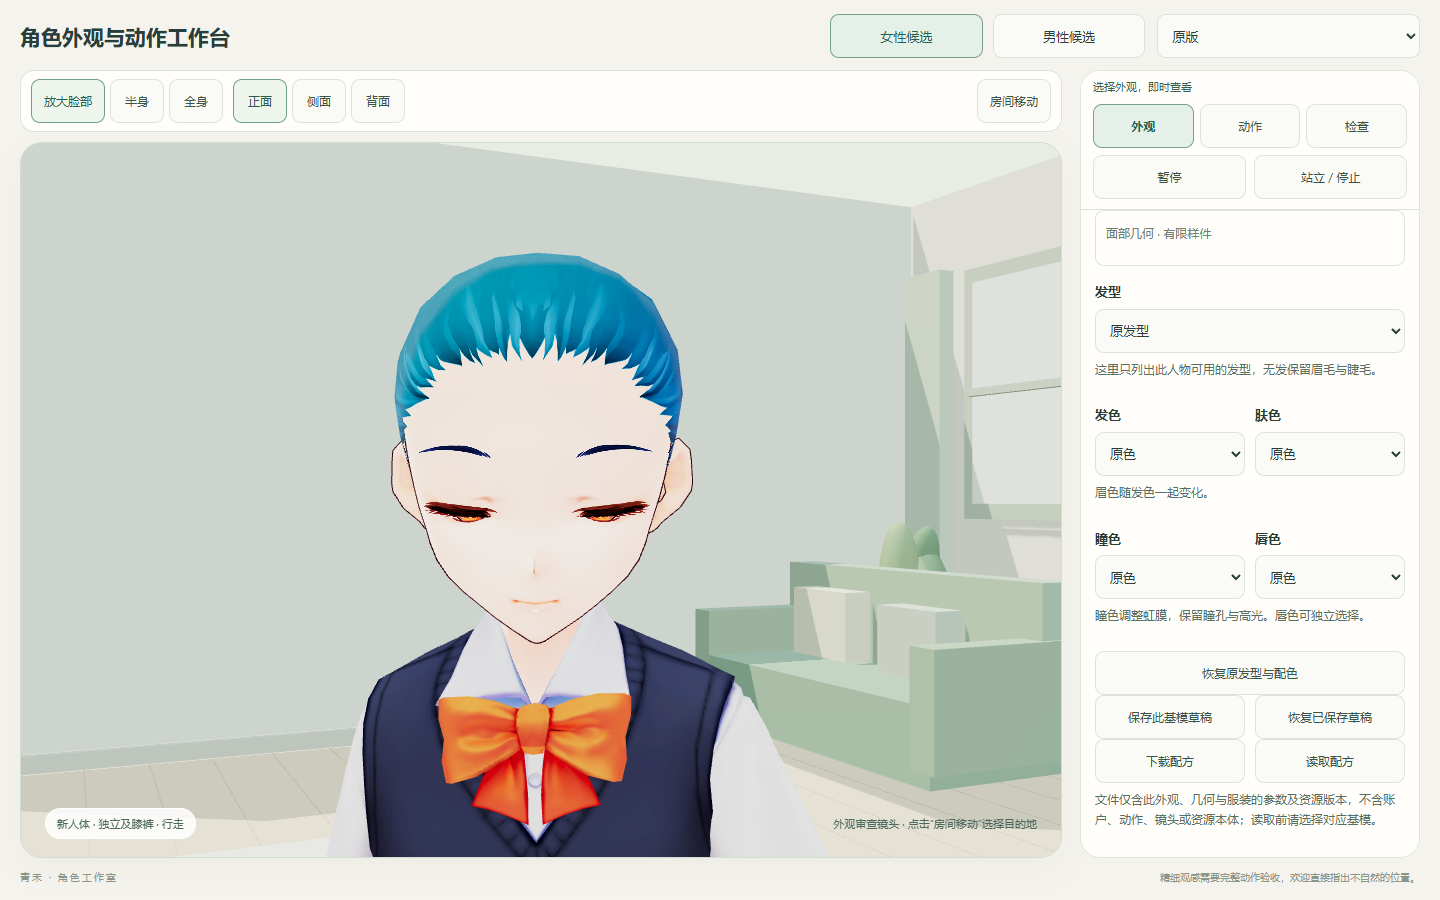 角色外观与动作工作台
女性候选
男性候选
原版
放大脸部
半身
全身
正面
侧面
背面
房间移动
选择外观，即时查看
外观
动作
检查
暂停
站立 / 停止
面部几何 · 有限样件
发型
原发型
这里只列出此人物可用的发型，无发保留眉毛与睫毛。
发色
肤色
原色
原色
眉色随发色一起变化。
瞳色
唇色
原色
原色
瞳色调整虹膜，保留瞳孔与高光。唇色可独立选择。
恢复原发型与配色
保存此基模草稿
恢复已保存草稿
下载配方
读取配方
文件仅含此外观、几何与服装的参数及资源版本，不含账
户、动作、镜头或资源本体；读取前请选择对应基模。
新人体 · 独立及膝裤 · 行走
外观审查镜头 · 点击“房间移动”选择目的地
青禾 · 角色工作室
精细观感需要完整动作验收，欢迎直接指出不自然的位置。